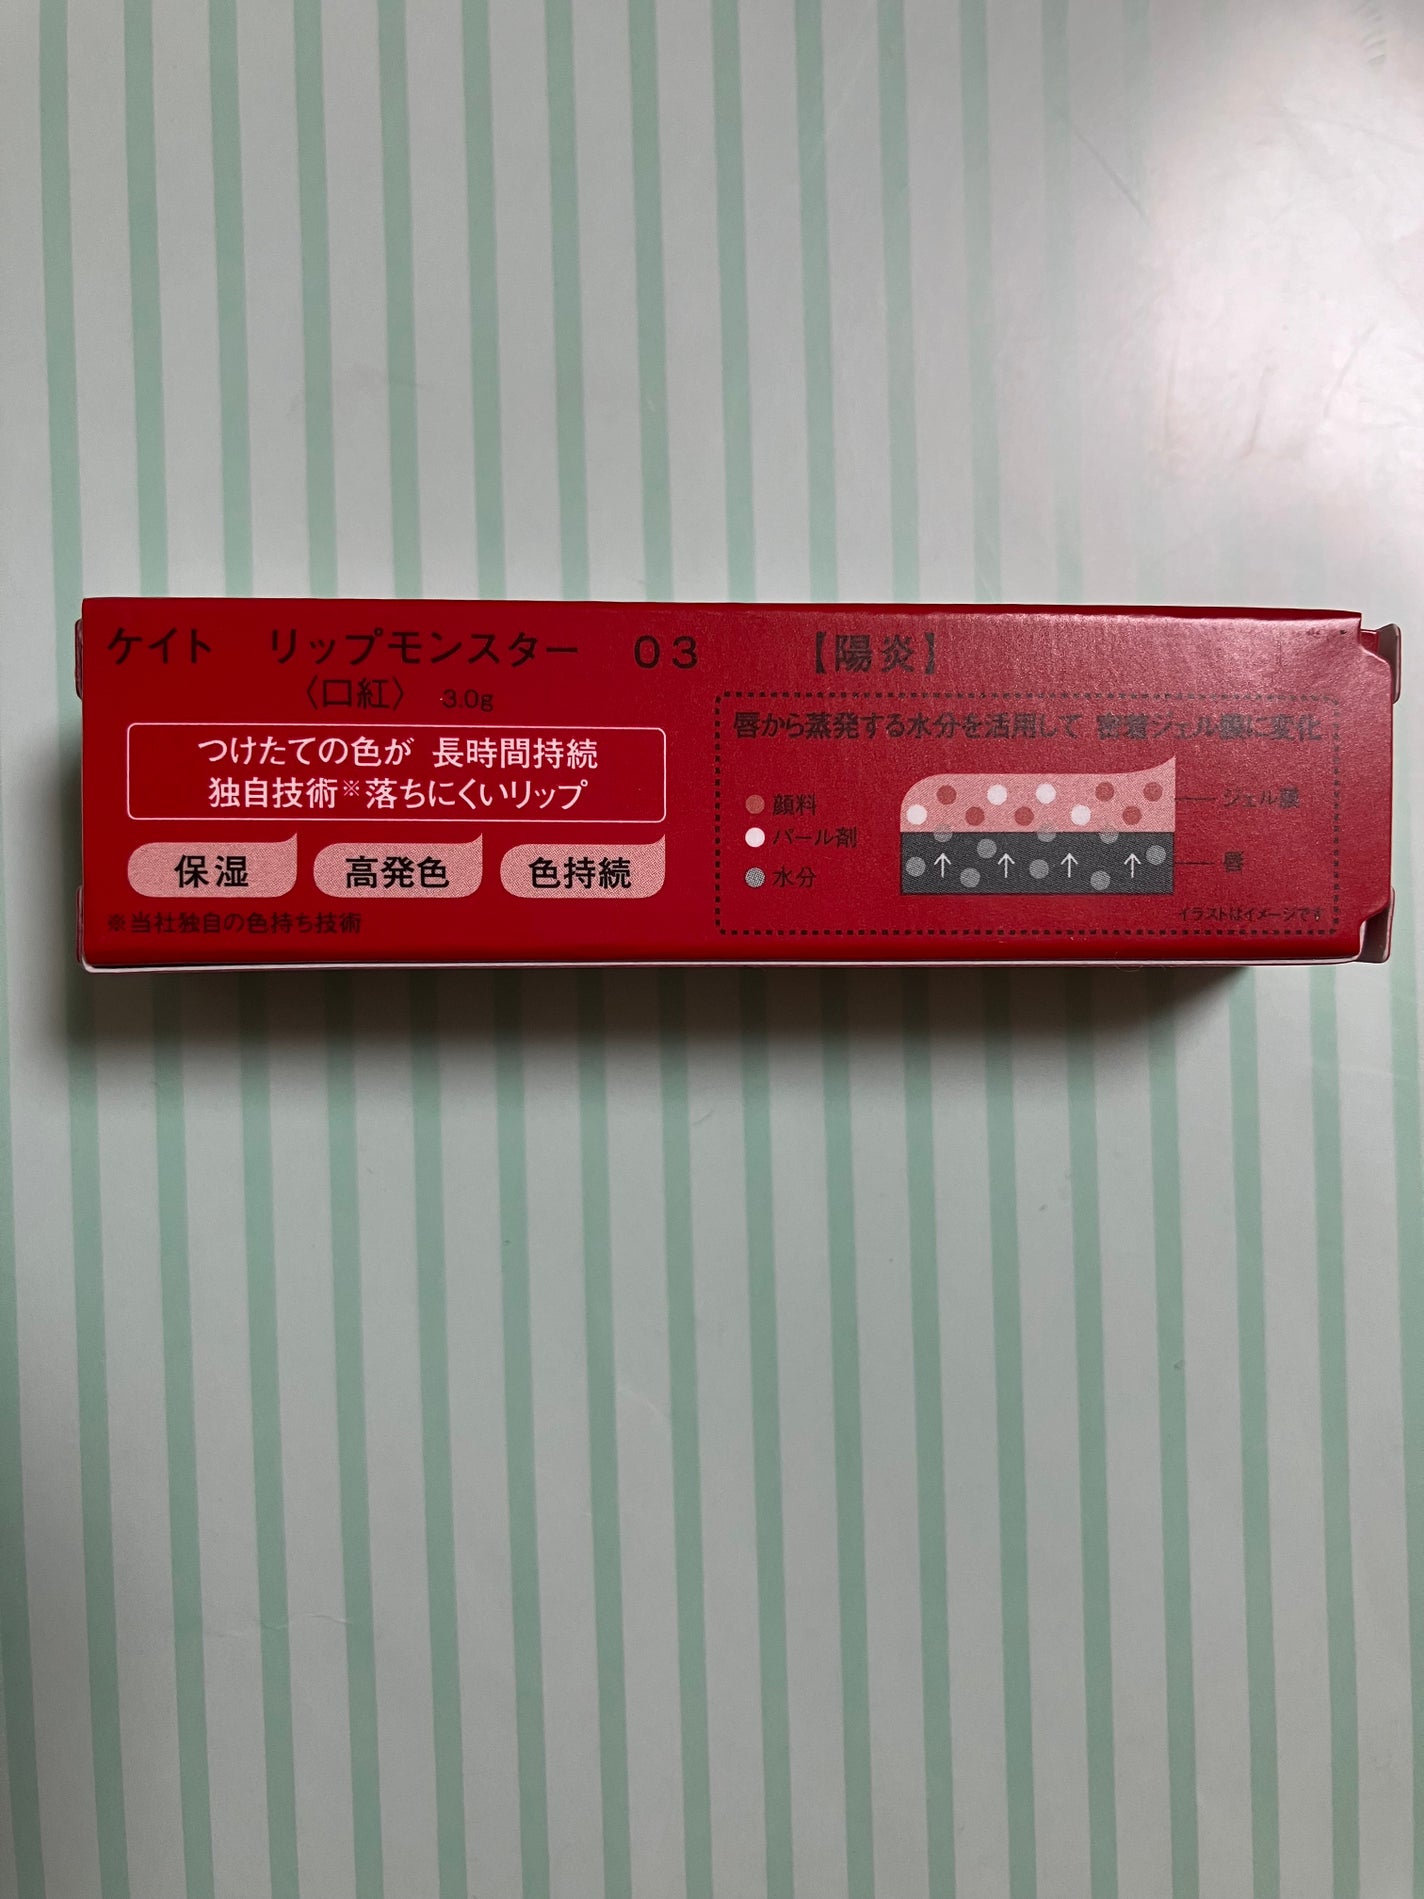 ケイト リップモンスター 03 【陽炎】
〈口紅〉 3.0g
つけたての色が 長時間持続
独自技術※落ちにくいリップ
保湿 高発色 色持続
※当社独自の色持ち技術
唇から蒸発する水分を活用して 密着ジェル膜に変化
顔料
パール剤
水分
ジェル膜
唇
イラストはイメージです